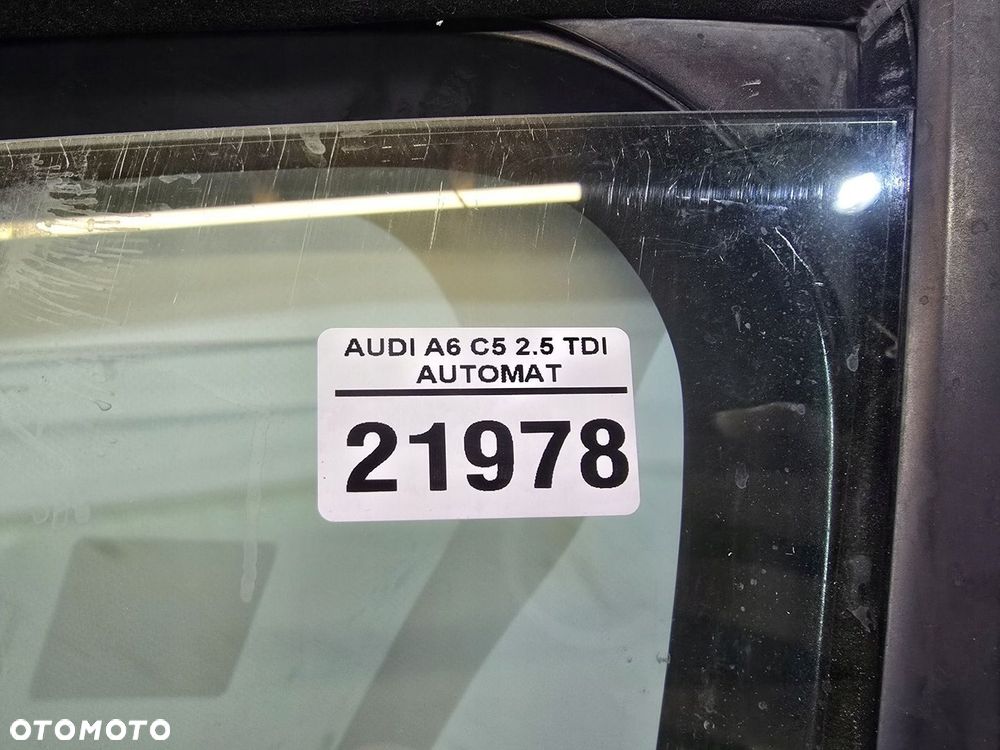 AUDI A6 C5 2.5 TDI
AUTOMAT
21978
OTOMOTO